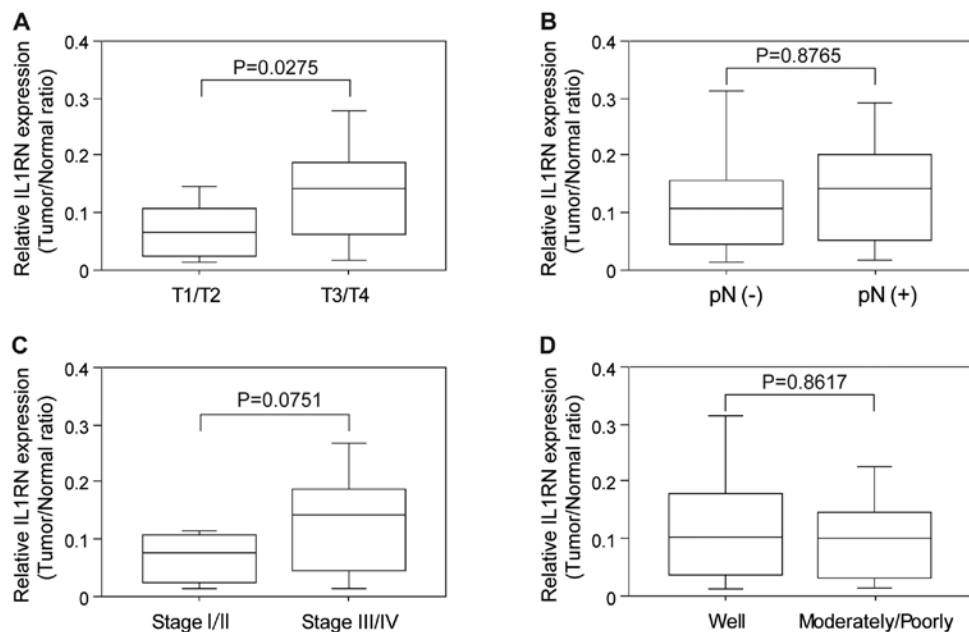 A
Relative IL1RN expression
(Tumor/Normal ratio)
0.4
0.3
0.2
0.1
0
P=0.0275
T1/T2
T3/T4
B
Relative IL1RN expression
(Tumor/Normal ratio)
0.4
0.3
0.2
0.1
0
P=0.8765
pN (-)
pN (+)
C
Relative IL1RN expression
(Tumor/Normal ratio)
0.4
0.3
0.2
0.1
0
P=0.0751
Stage I/II
Stage III/IV
D
Relative IL1RN expression
(Tumor/Normal ratio)
0.4
0.3
0.2
0.1
0
P=0.8617
Well
Moderately/Poorly